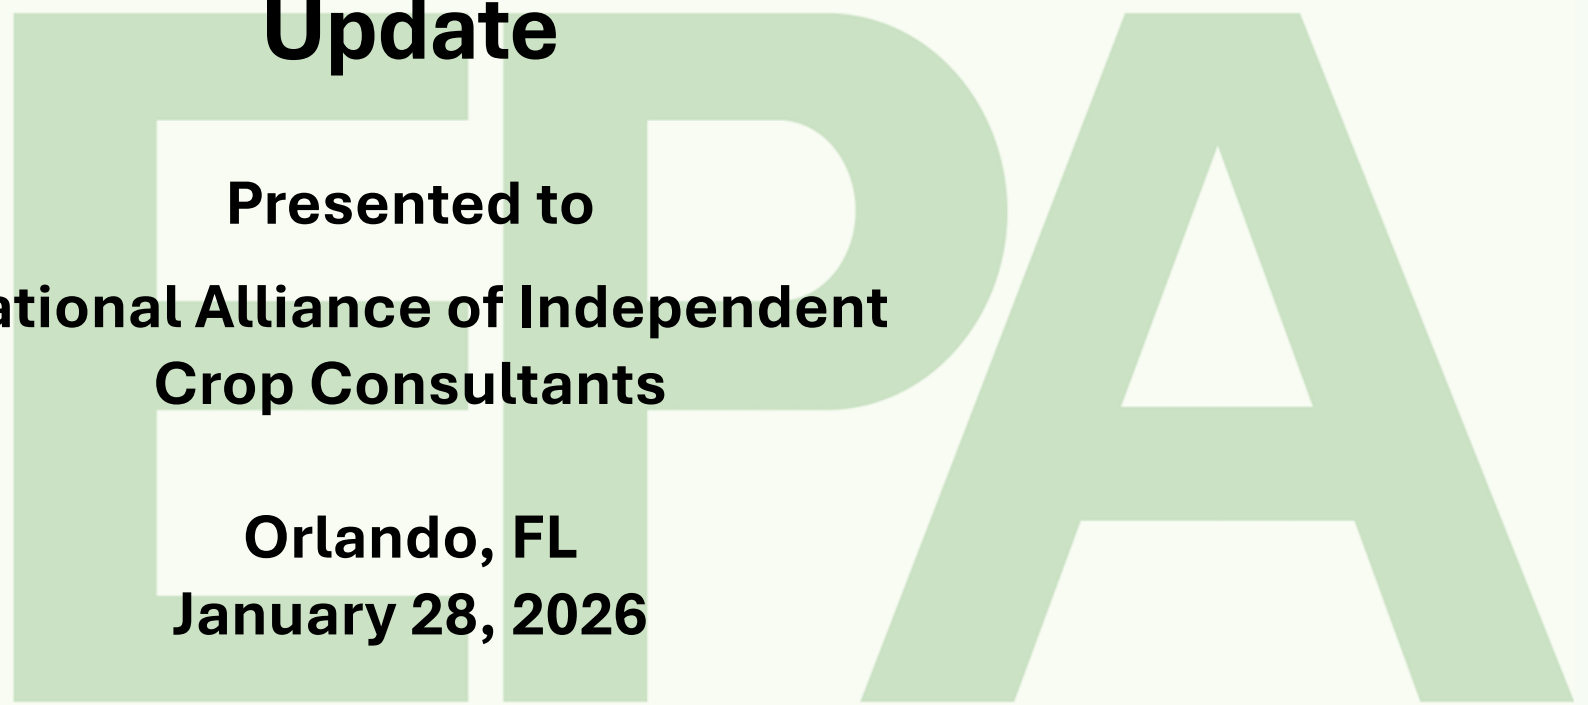 Update
Presented to
ational Alliance of Independent
Crop Consultants
Orlando, FL
January 28, 2026
EPA